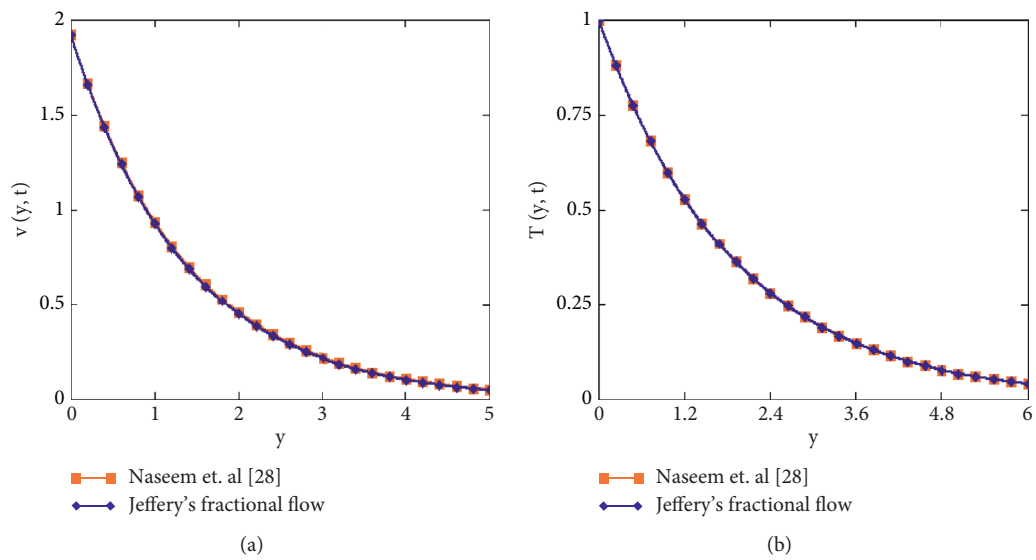 2
1.5
1
0.5
0
v (y, t)
0 1 2 3 4 5
y
Naseem et. al [28]
Jeffery's fractional flow
(a)
1
0.75
0.5
0.25
0
T (y, t)
0 1.2 2.4 3.6 4.8 6
y
Naseem et. al [28]
Jeffery's fractional flow
(b)